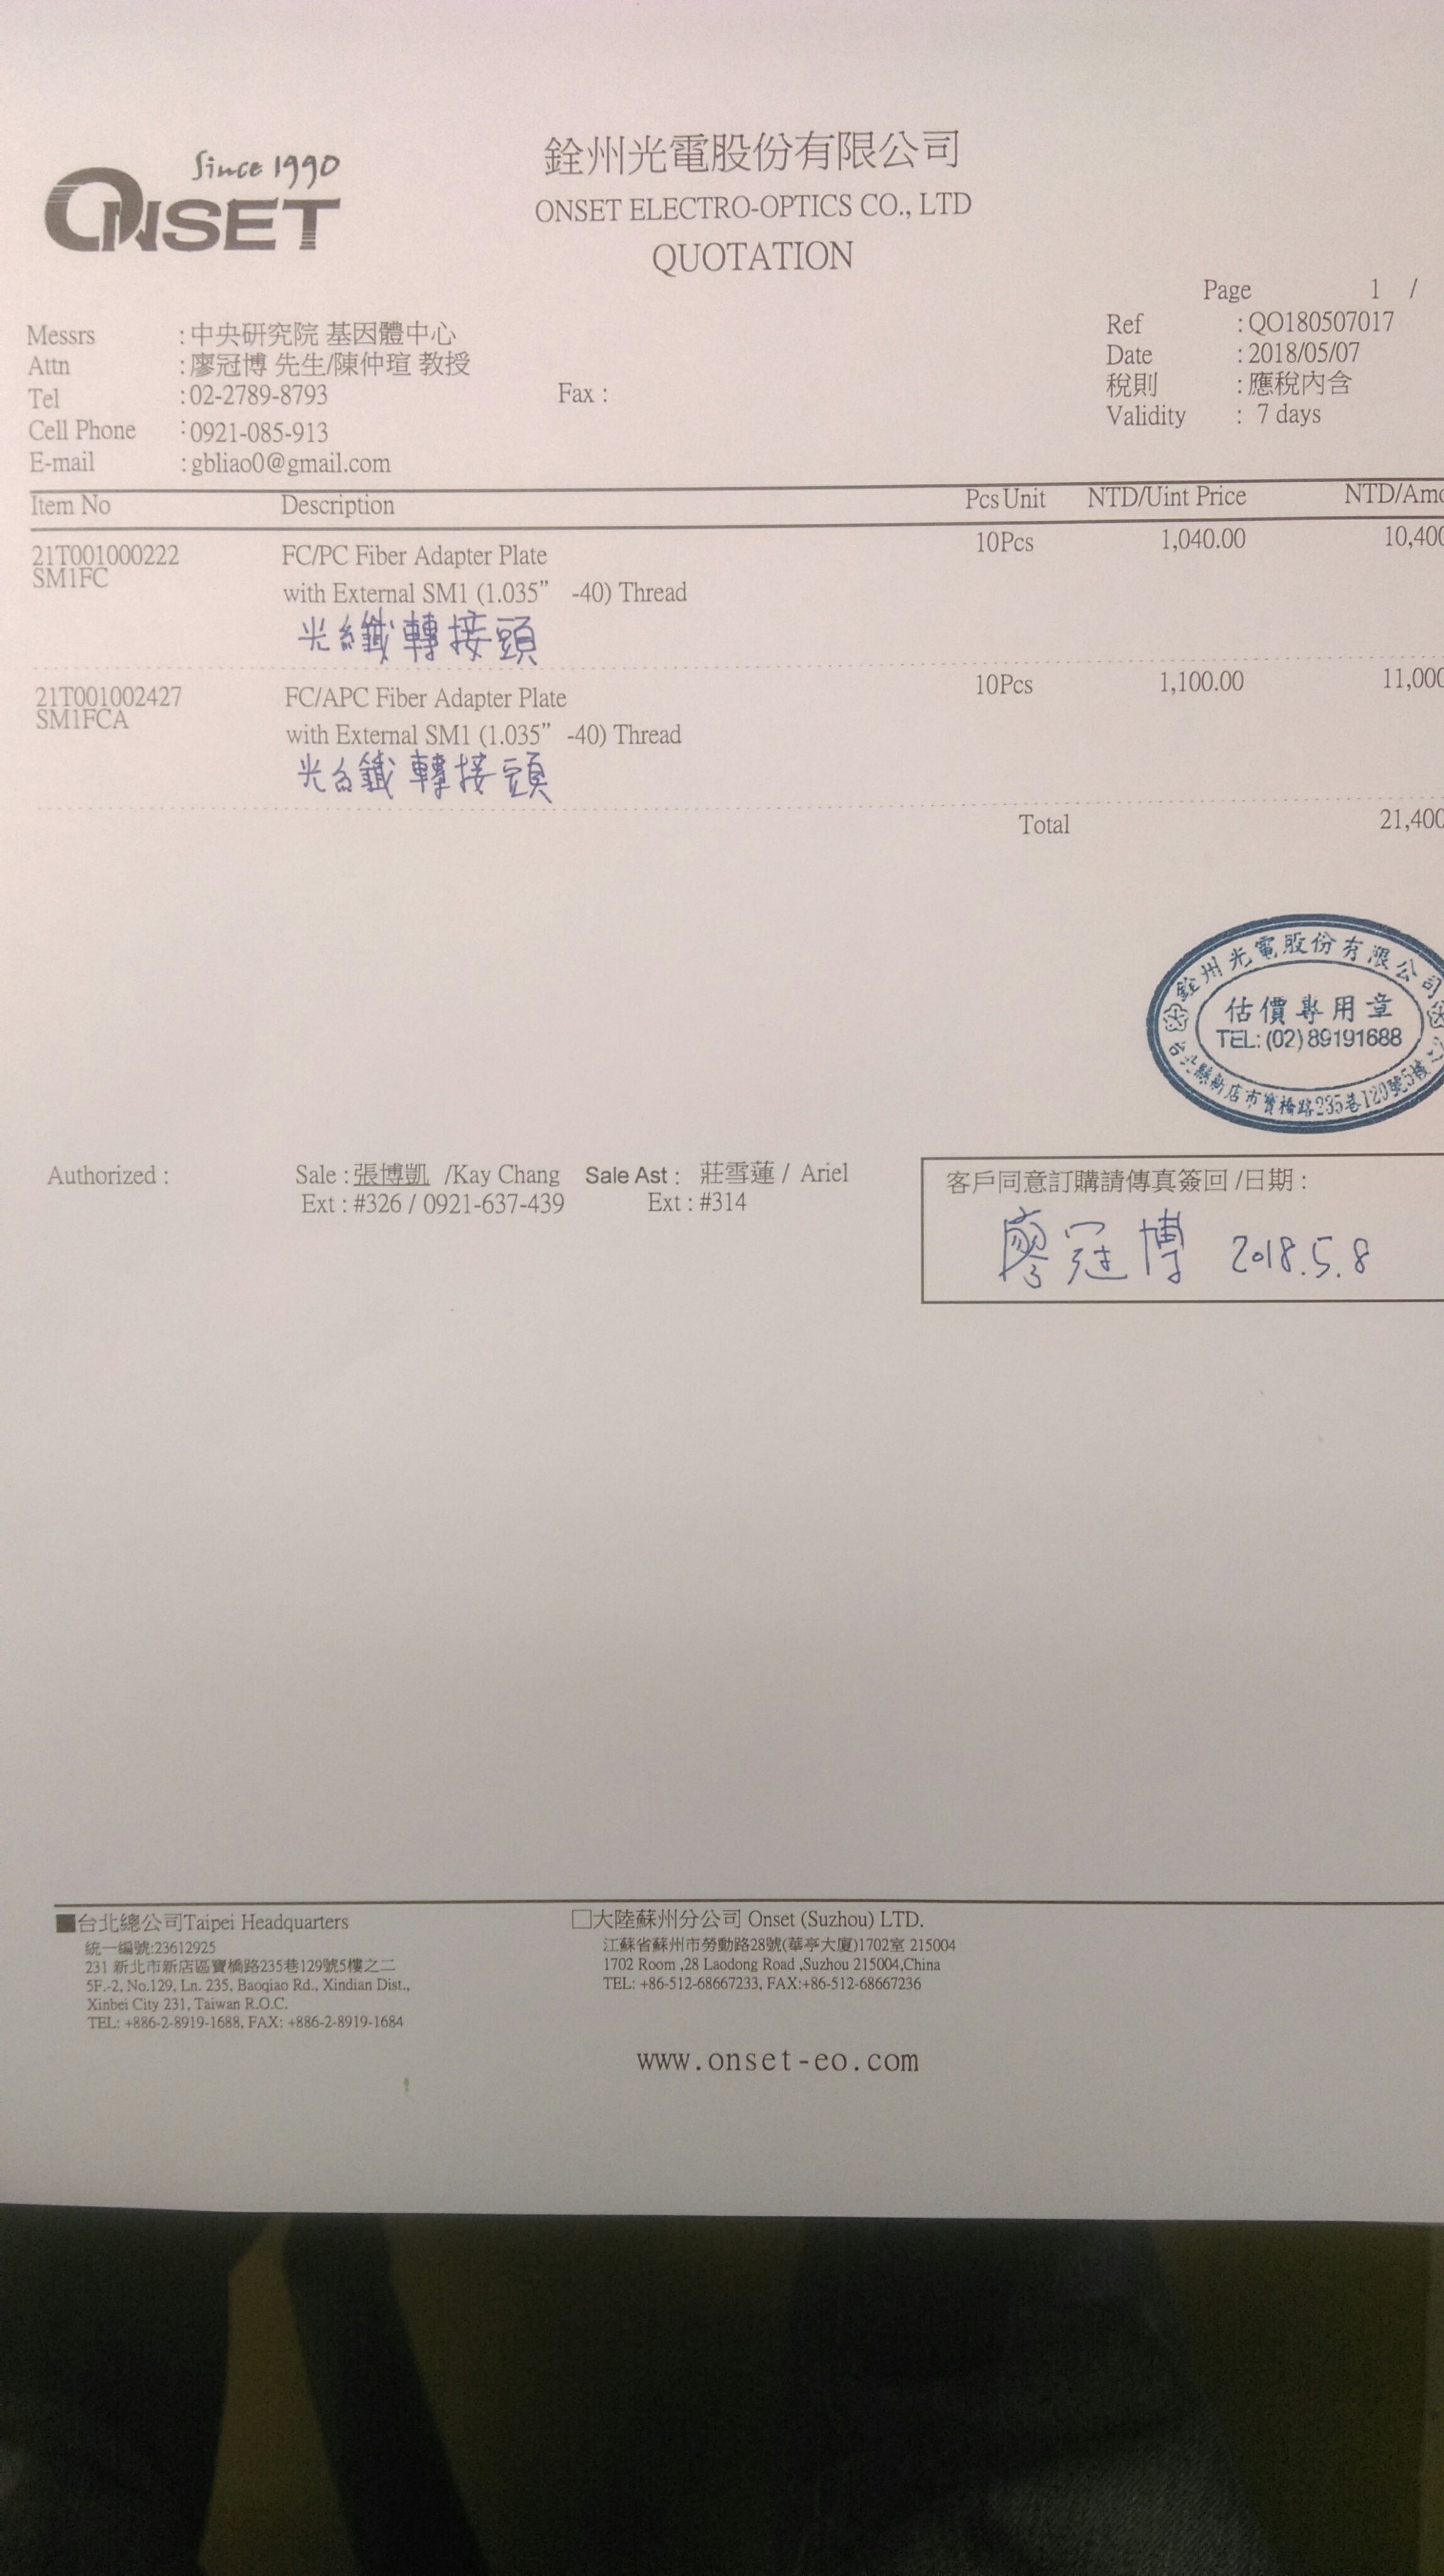 Since 1990
ONSET
銓州光電股份有限公司
ONSET ELECTRO-OPTICS CO., LTD
QUOTATION
Page 1 /
Messrs :中央研究院 基因體中心
Ref :QO180507017
Attn :廖冠博 先生/陳仲瑄 教授
Date :2018/05/07
Tel :02-2789-8793 Fax :
稅則 :應稅內含
Cell Phone :0921-085-913
Validity : 7 days
E-mail :gbliao0@gmail.com
Item No Description Pcs Unit NTD/Uint Price NTD/Amo
21T001000222 FC/PC Fiber Adapter Plate 10Pcs 1,040.00 10,400
SM1FC
with External SM1 (1.035” -40) Thread
光纖轉接頭
21T001002427 FC/APC Fiber Adapter Plate 10Pcs 1,100.00 11,000
SM1FCA
with External SM1 (1.035” -40) Thread
光纖轉接頭
Total 21,400
銓州光電股份有限公司
估價專用章
TEL:(02)89191688
台北縣新店市寶橋路235巷129號5樓之
Authorized : Sale : 張博凱 /Kay Chang Sale Ast : 莊雪蓮 / Ariel
Ext : #326 / 0921-637-439 Ext : #314
客戶同意訂購請傳真簽回 /日期 :
廖冠博 2018.5.8
■台北總公司Taipei Headquarters
統一編號:23612925
231 新北市新店區寶橋路235巷129號5樓之二
5F.-2, No.129, Ln. 235, Baoqiao Rd., Xindian Dist.,
Xinbei City 231, Taiwan R.O.C.
TEL: +886-2-8919-1688, FAX: +886-2-8919-1684
□大陸蘇州分公司 Onset (Suzhou) LTD.
江蘇省蘇州市勞動路28號(華亭大廈)1702室 215004
1702 Room ,28 Laodong Road ,Suzhou 215004,China
TEL: +86-512-68667233, FAX:+86-512-68667236
www.onset-eo.com